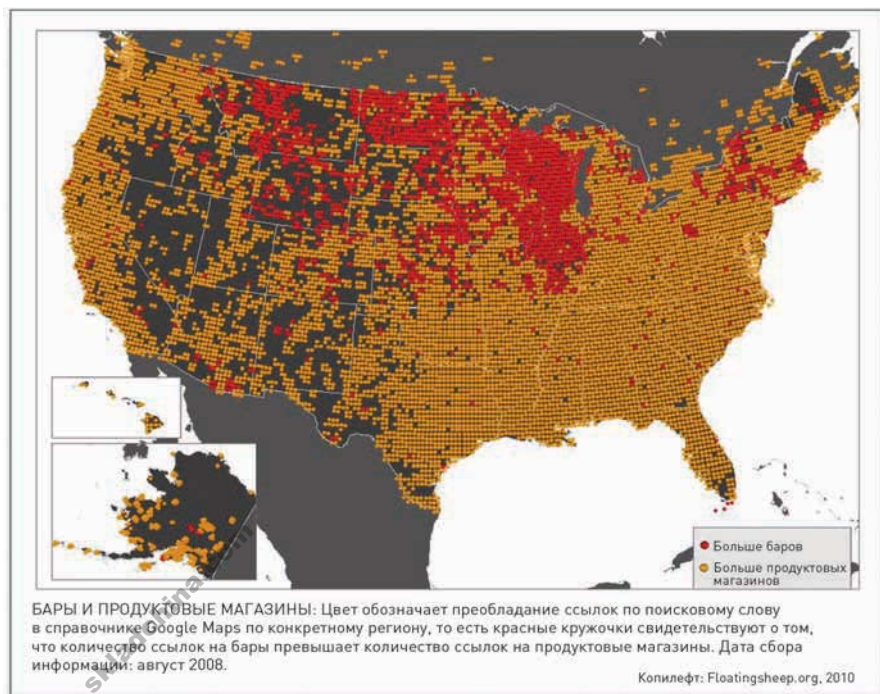 Больше баров
Больше продуктовых
магазинов
БАРЫ И ПРОДУКТОВЫЕ МАГАЗИНЫ: Цвет обозначает преобладание ссылок по поисковому слову
в справочнике Google Maps по конкретному региону, то есть красные кружочки свидетельствуют о том,
что количество ссылок на бары превышает количество ссылок на продуктовые магазины. Дата сбора
информации: август 2008.
Копилефт: Floatingsheep.org, 2010
skladchina.com